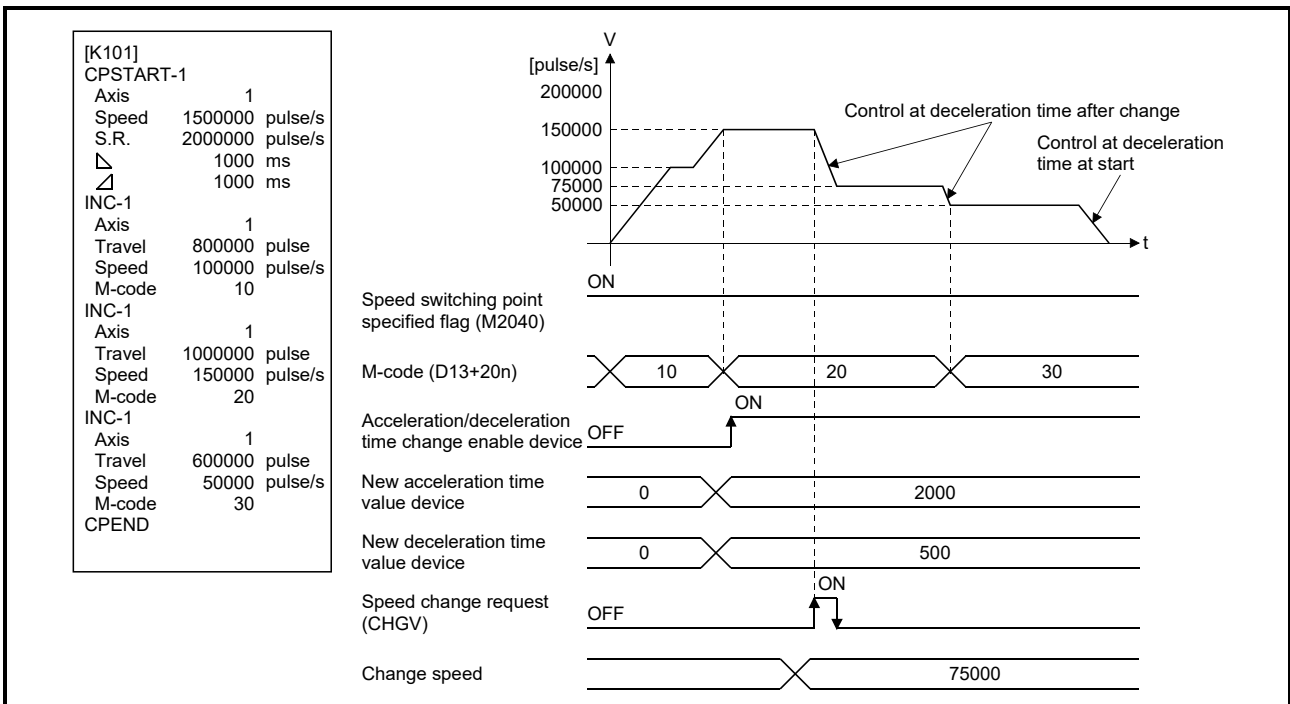 [K101]
CPSTART-1
Axis 1
Speed 1500000 pulse/s
S.R. 2000000 pulse/s
1000 ms
1000 ms
INC-1
Axis 1
Travel 800000 pulse
Speed 100000 pulse/s
M-code 10
INC-1
Axis 1
Travel 1000000 pulse
Speed 150000 pulse/s
M-code 20
INC-1
Axis 1
Travel 600000 pulse
Speed 50000 pulse/s
M-code 30
CPEND
V
[pulse/s]
200000
150000
100000
75000
50000
Control at deceleration time after change
Control at deceleration
time at start
t
ON
Speed switching point
specified flag (M2040)
M-code (D13+20n) 10 20 30
ON
Acceleration/deceleration
time change enable device OFF
New acceleration time
value device
0 2000
New deceleration time
value device
0 500
ON
Speed change request
(CHGV)
OFF
Change speed 75000